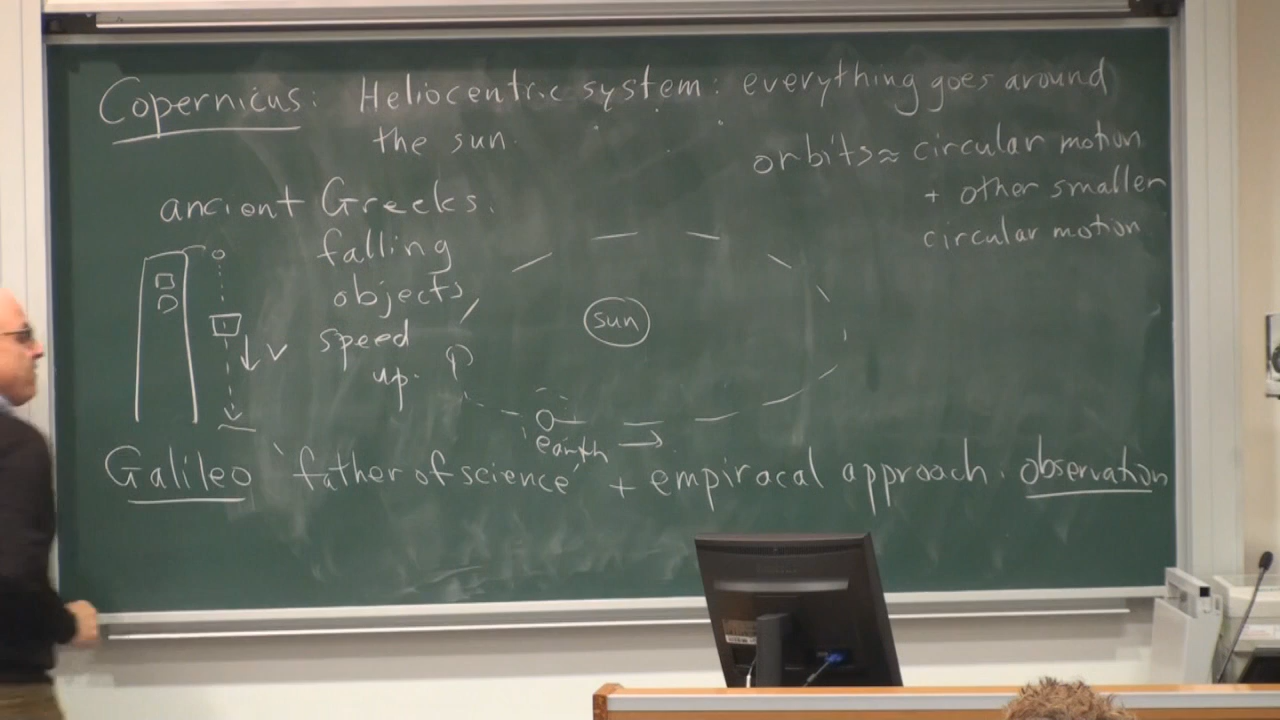 Copernicus: Heliocentric system: everything goes around
the sun.
orbits ≈ circular motion
+ other smaller
circular motion
ancient Greeks.
falling
objects
speed
up.
v
sun
earth
Galileo 'father of science' + empiracal approach. observation